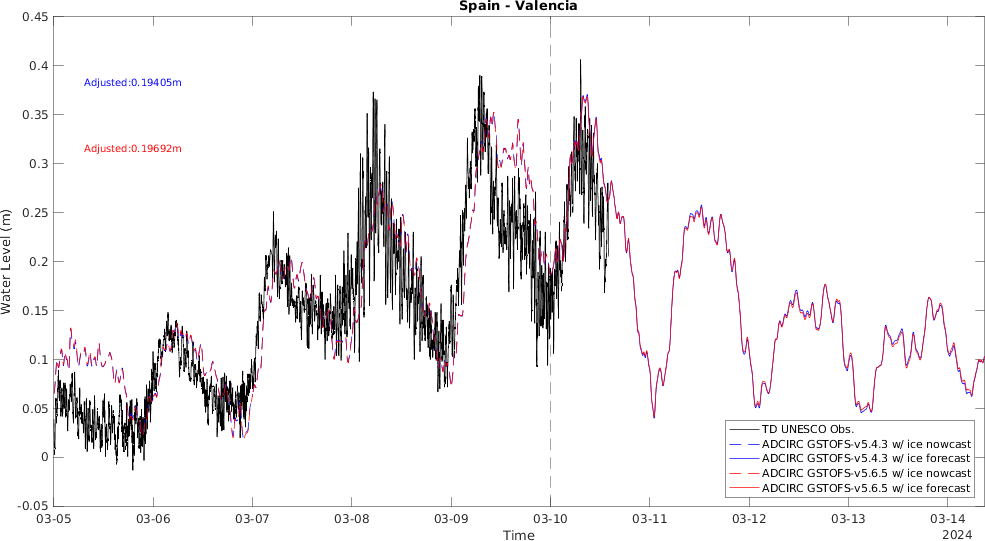 Spain - Valencia
0.45
0.4
0.35
0.3
0.25
0.2
0.15
0.1
0.05
0
-0.05
Water Level (m)
Adjusted:0.19405m
Adjusted:0.19692m
TD UNESCO Obs.
ADCIRC GSTOFS-v5.4.3 w/ ice nowcast
ADCIRC GSTOFS-v5.4.3 w/ ice forecast
ADCIRC GSTOFS-v5.6.5 w/ ice nowcast
ADCIRC GSTOFS-v5.6.5 w/ ice forecast
03-05 03-06 03-07 03-08 03-09 03-10 03-11 03-12 03-13 03-14
Time
2024